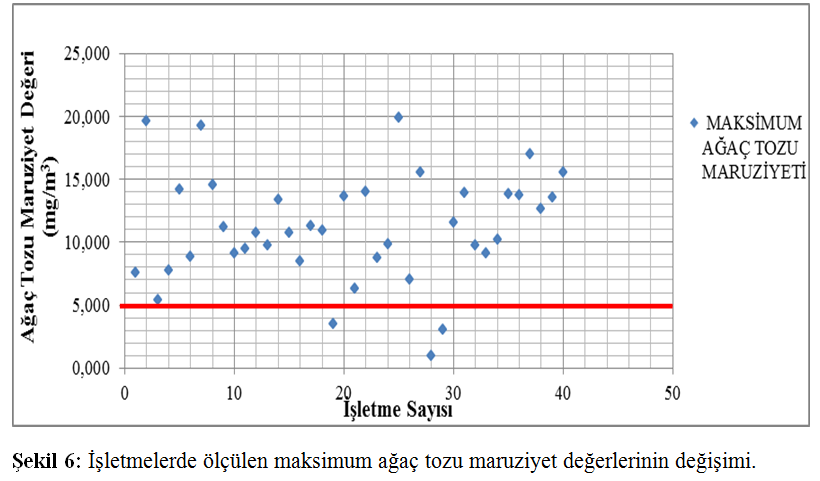 Ağaç Tozu Maruziyet Değeri
(mg/m³)
25,000
20,000
15,000
10,000
5,000
0,000
0
10
20
30
40
50
İşletme Sayısı
MAKSİMUM
AĞAÇ TOZU
MARUZİYETİ
Şekil 6: İşletmelerde ölçülen maksimum ağaç tozu maruziyet değerlerinin değişimi.